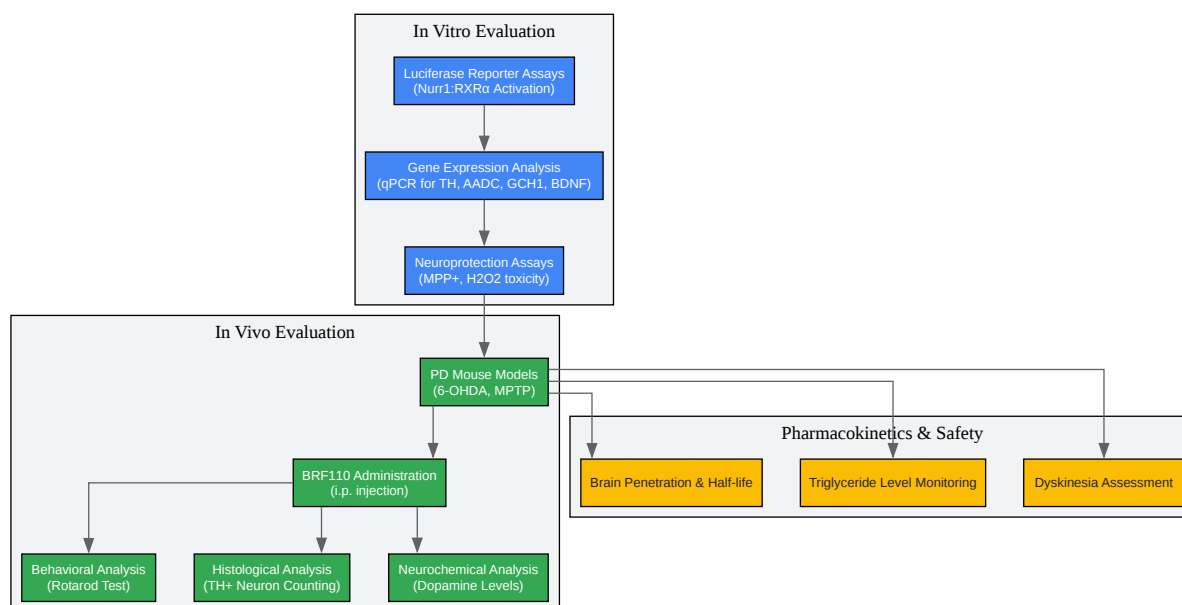 In Vitro Evaluation
Luciferase Reporter Assays
(Nurr1:RXRα Activation)
Gene Expression Analysis
(qPCR for TH, AADC, GCH1, BDNF)
Neuroprotection Assays
(MPP+, H2O2 toxicity)
In Vivo Evaluation
PD Mouse Models
(6-OHDA, MPTP)
BRF110 Administration
(i.p. injection)
Behavioral Analysis
(Rotarod Test)
Histological Analysis
(TH+ Neuron Counting)
Neurochemical Analysis
(Dopamine Levels)
Pharmacokinetics & Safety
Brain Penetration & Half-life
Triglyceride Level Monitoring
Dyskinesia Assessment